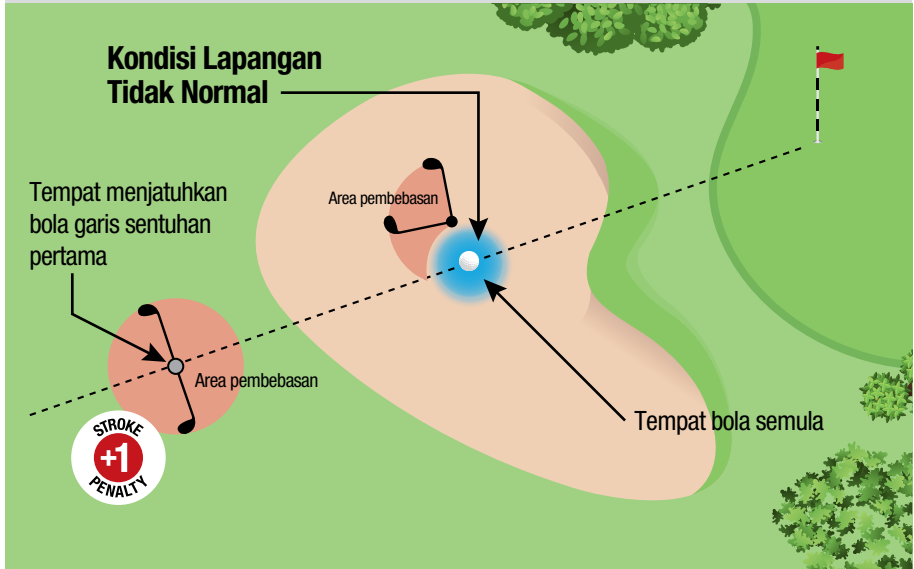 Kondisi Lapangan
Tidak Normal
Area pembebasan
Tempat menjatuhkan
bola garis sentuhan
pertama
Area pembebasan
Tempat bola semula
STROKE
+1
PENALTY